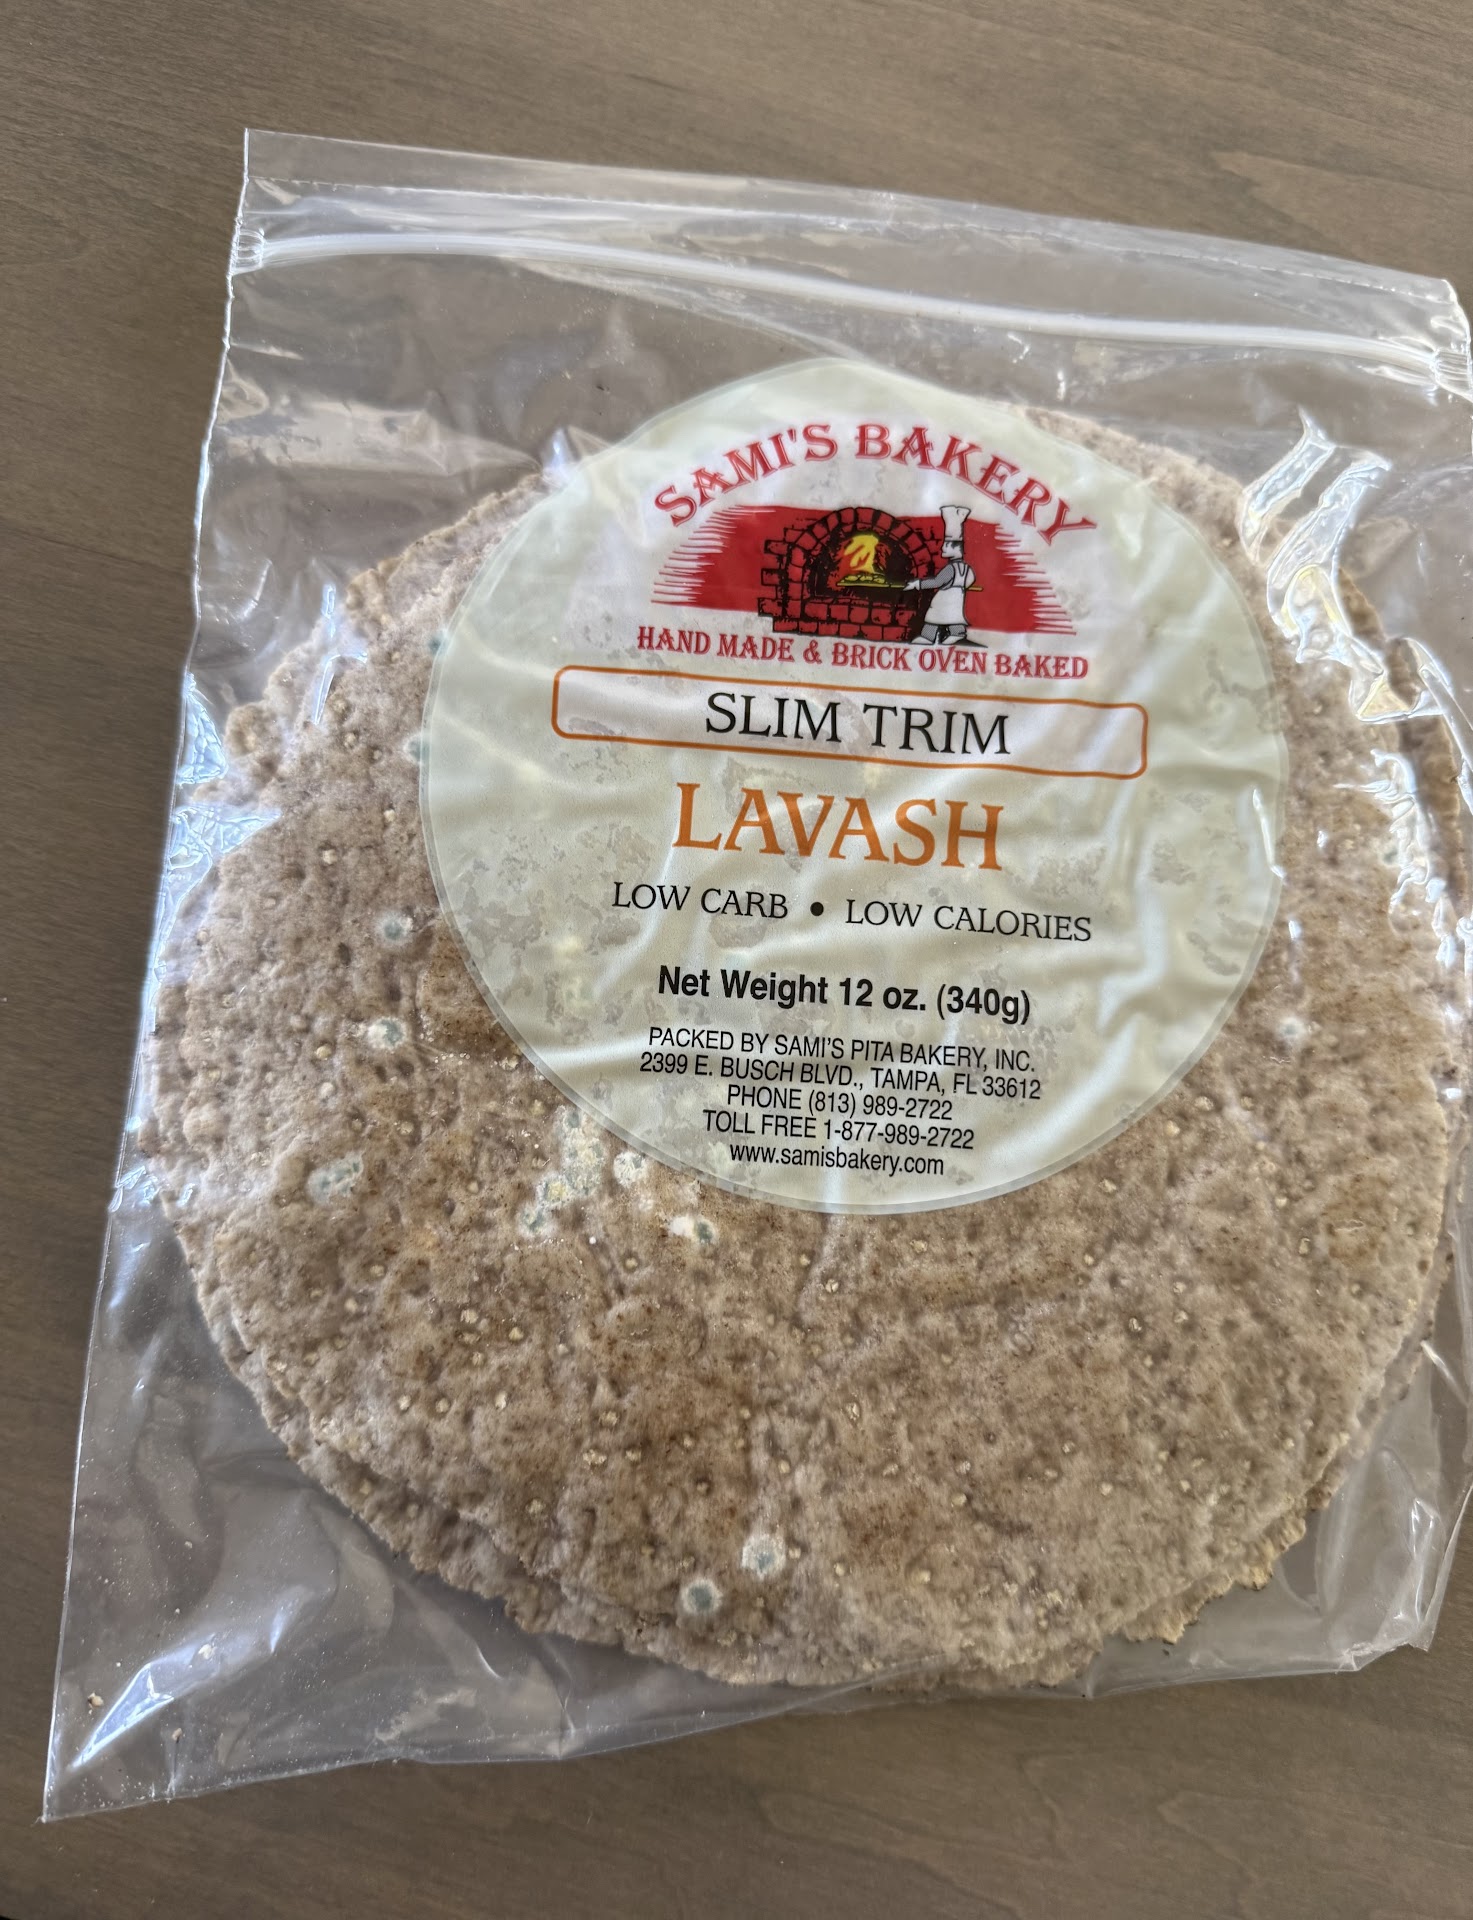 SAMI'S BAKERY
HAND MADE & BRICK OVEN BAKED
SLIM TRIM
LAVASH
LOW CARB • LOW CALORIES
Net Weight 12 oz. (340g)
PACKED BY SAMI'S PITA BAKERY, INC.
2399 E. BUSCH BLVD., TAMPA, FL 33612
PHONE (813) 989-2722
TOLL FREE 1-877-989-2722
www.samisbakery.com